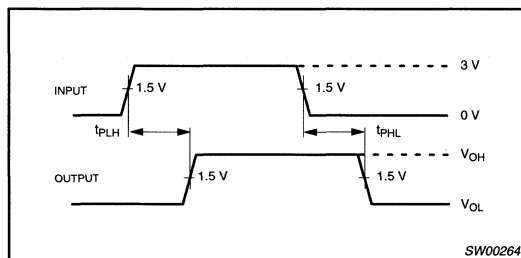 3 V
INPUT
1.5 V
1.5 V
0 V
tPLH
tPHL
VOH
OUTPUT
1.5 V
1.5 V
VOL
SW00264